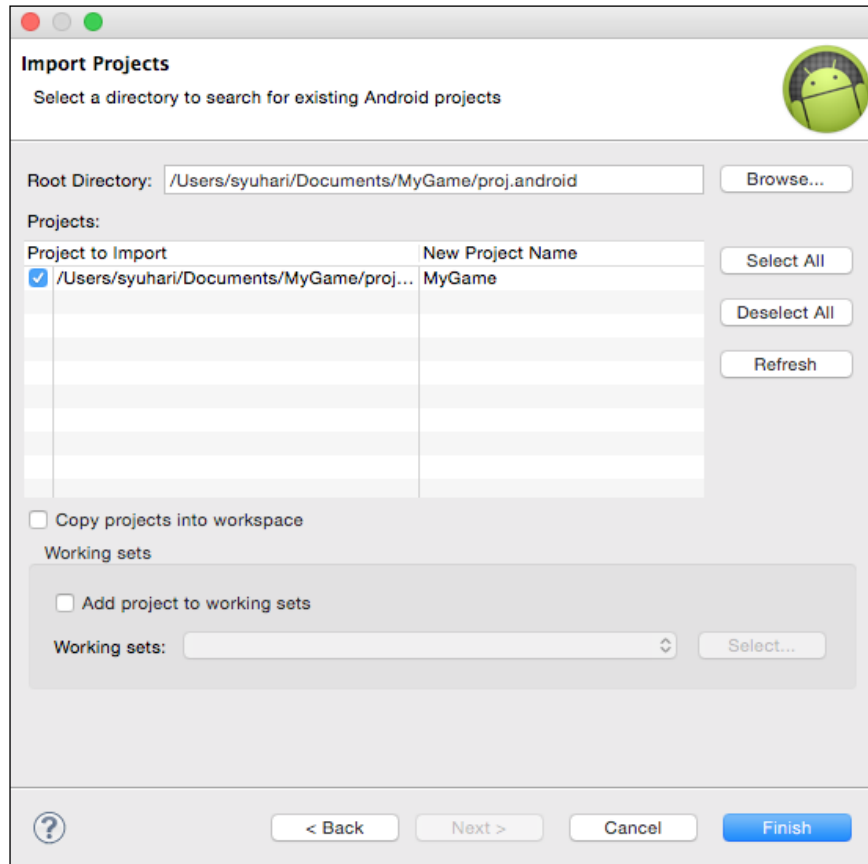 Import Projects
Select a directory to search for existing Android projects
Root Directory: /Users/syuhari/Documents/MyGame/proj.android Browse...
Projects:
Project to Import New Project Name
/Users/syuhari/Documents/MyGame/proj... MyGame
Select All
Deselect All
Refresh
Copy projects into workspace
Working sets
Add project to working sets
Working sets: Select...
? < Back Next > Cancel Finish